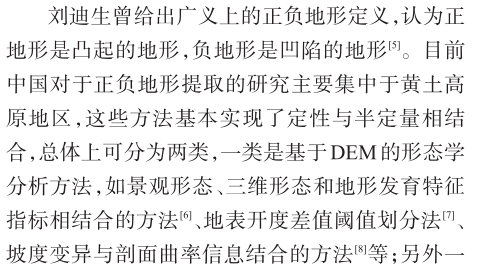 刘迪生曾给出广义上的正负地形定义,认为正
地形是凸起的地形,负地形是凹陷的地形[5]。目前
中国对于正负地形提取的研究主要集中于黄土高
原地区,这些方法基本实现了定性与半定量相结
合,总体上可分为两类,一类是基于DEM的形态学
分析方法,如景观形态、三维形态和地形发育特征
指标相结合的方法[6]、地表开度差值阈值划分法[7]、
坡度变异与剖面曲率信息结合的方法[8]等;另外一